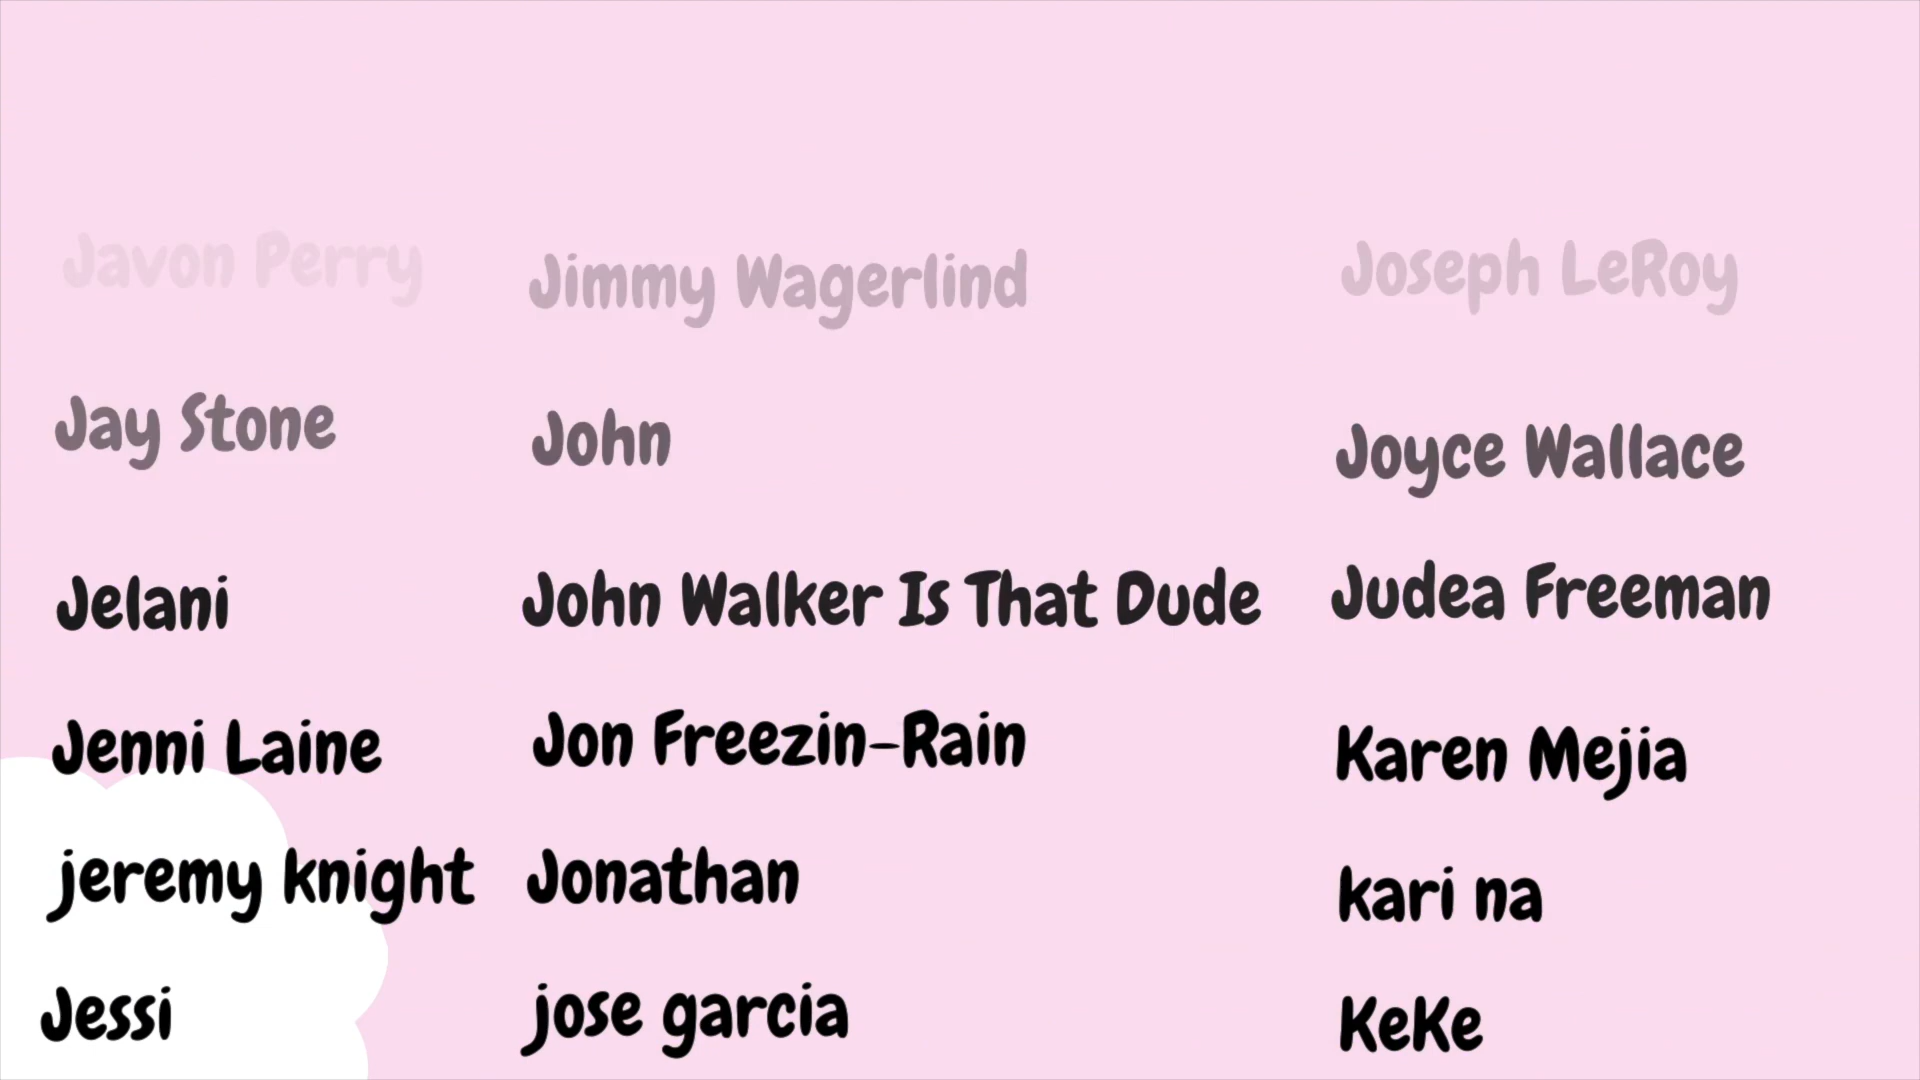 Javon Perry
Jay Stone
Jelani
Jenni Laine
jeremy knight
Jessi
Jimmy Wagerlind
John
John Walker Is That Dude
Jon Freezin-Rain
Jonathan
jose garcia
Joseph LeRoy
Joyce Wallace
Judea Freeman
Karen Mejia
kari na
KeKe